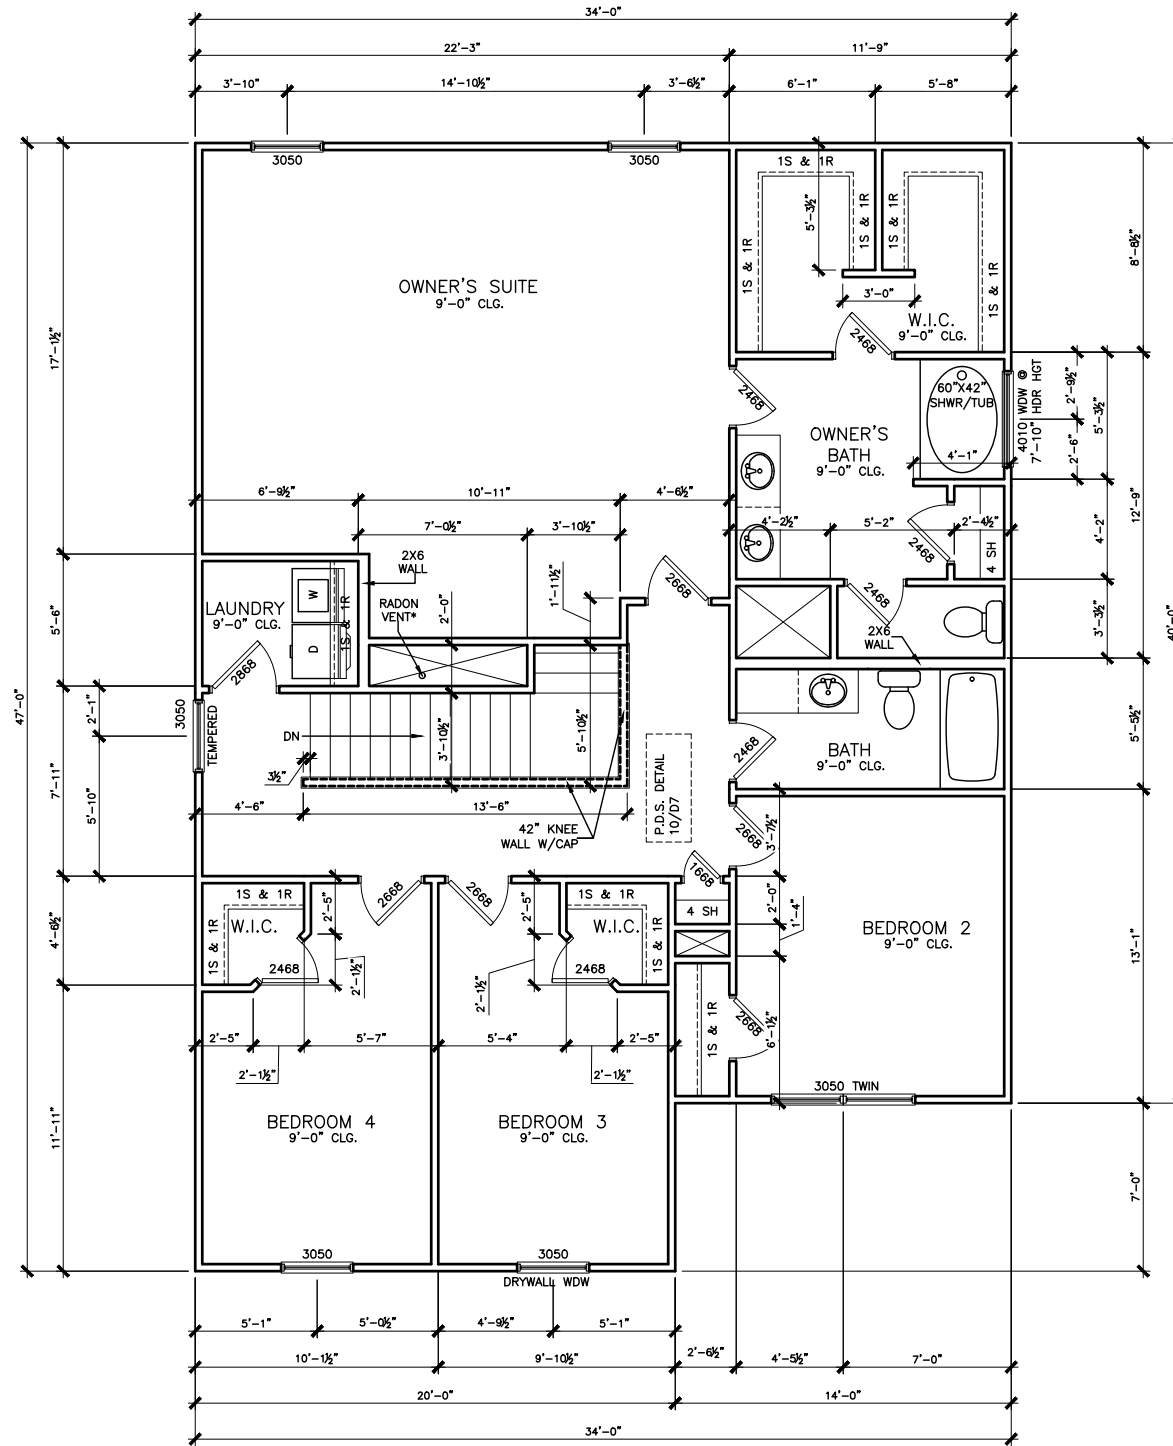 34'-0"
22'-3"
11'-9"
3'-10"
14'-10½"
3'-6½"
6'-1"
5'-8"
3050
3050
1S & 1R
1S & 1R
1S & 1R
1S & 1R
1S & 1R
5'-3½"
3'-0"
8'-8½"
17'-1½"
OWNER'S SUITE
9'-0" CLG.
W.I.C.
9'-0" CLG.
2468
2468
60"X42"
SHWR/TUB
4010 WDW @
7'-10" HDR HGT
2'-9½"
5'-3½"
2'-6"
OWNER'S
BATH
9'-0" CLG.
4'-1"
6'-9½"
10'-11"
4'-6½"
7'-0½"
3'-10½"
4'-2½"
5'-2"
2'-4½"
12'-9"
4'-2"
2468
4 SH
2X6
WALL
1'-11½"
2668
2468
LAUNDRY
9'-0" CLG.
W
D
1S & 1R
RADON
VENT*
2'-0"
2X6
WALL
3'-3½"
40'-0"
5'-6"
2868
47'-0"
3050
TEMPERED
2'-1"
DN
3'-10½"
5'-10½"
3½"
P.D.S. DETAIL
10/D7
2468
BATH
9'-0" CLG.
5'-5½"
7'-11"
5'-10"
4'-6"
13'-6"
42" KNEE
WALL W/CAP
2668
3'-7½"
1668
2668
2668
1S & 1R
W.I.C.
1S & 1R
2'-5"
2'-5"
1S & 1R
W.I.C.
1S & 1R
4 SH
2'-0"
1'-4"
BEDROOM 2
9'-0" CLG.
4'-6½"
2468
2'-1½"
2468
2'-1½"
13'-1"
1S & 1R
2668
6'-1½"
2'-5"
5'-7"
5'-4"
2'-5"
2'-1½"
2'-1½"
3050 TWIN
11'-11"
BEDROOM 4
9'-0" CLG.
BEDROOM 3
9'-0" CLG.
7'-0"
3050
3050
DRYWALL WDW
5'-1"
5'-0½"
4'-9½"
5'-1"
10'-1½"
9'-10½"
2'-6½"
4'-5½"
7'-0"
20'-0"
14'-0"
34'-0"